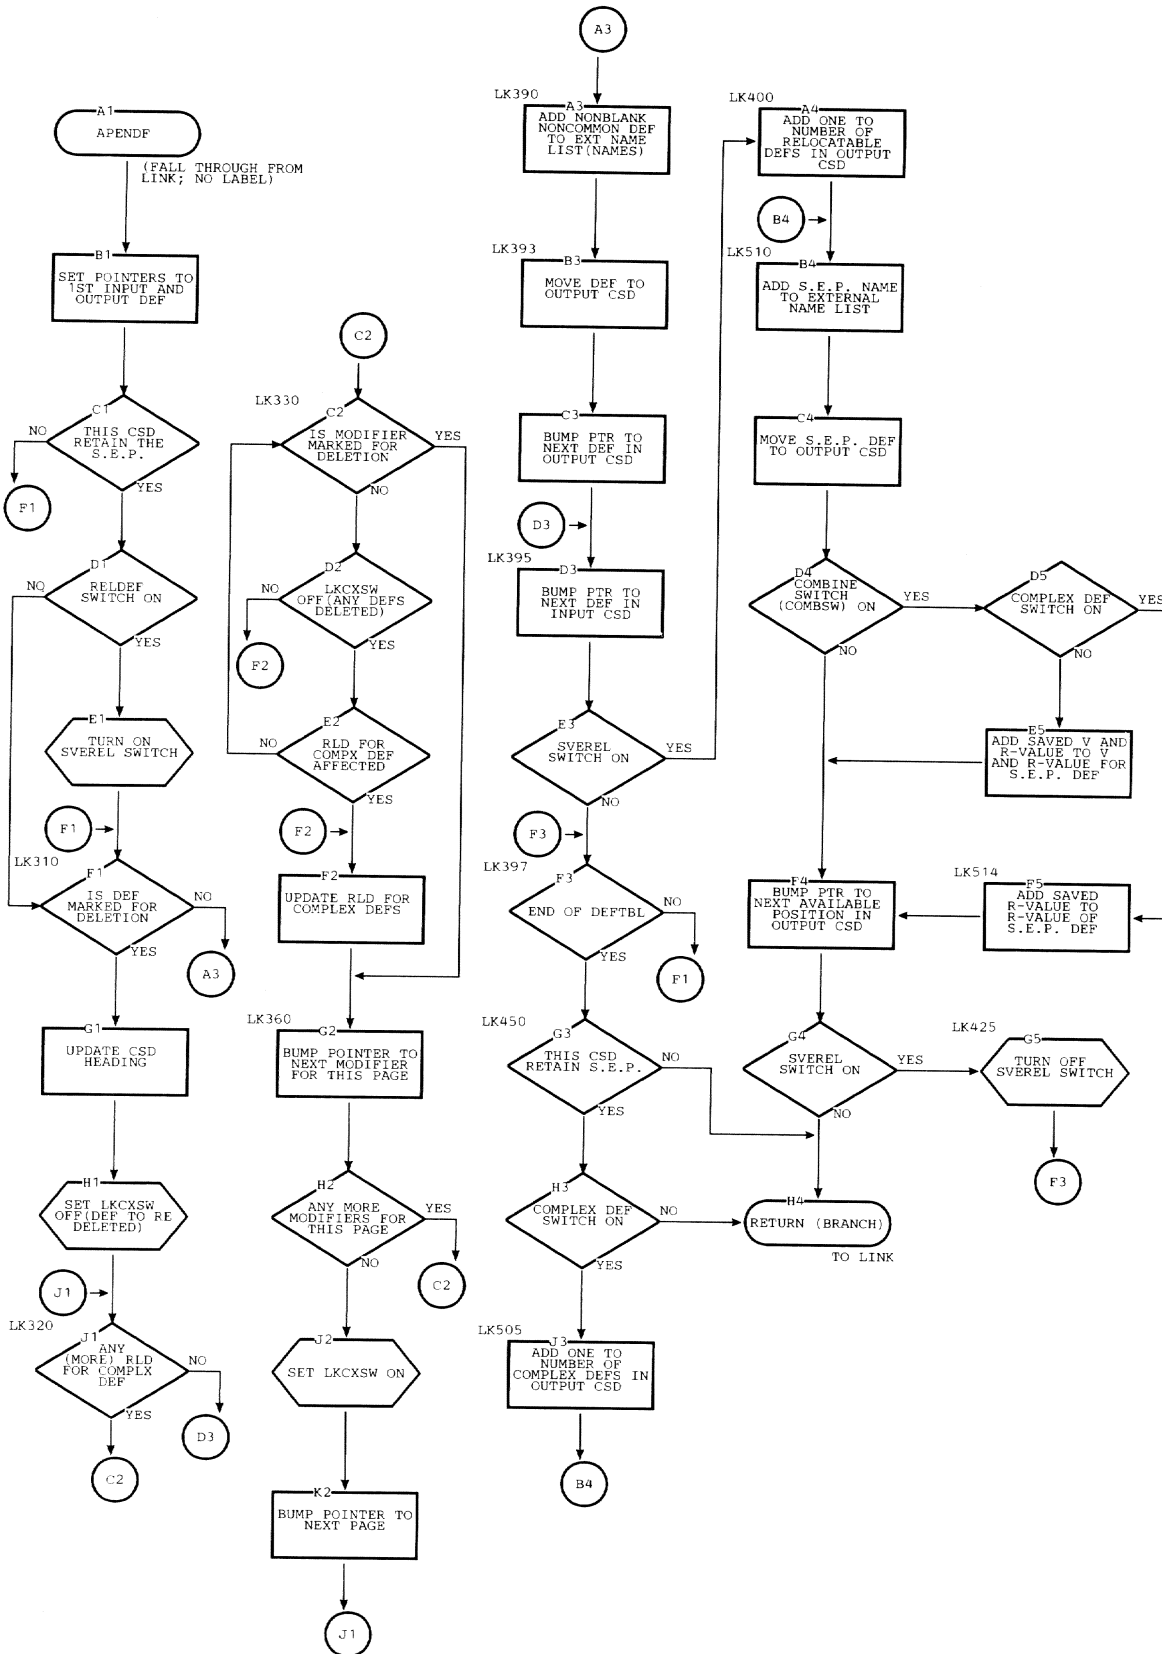 A1
APENDF
(FALL THROUGH FROM
LINK; NO LABEL)
B1
SET POINTERS TO
1ST INPUT AND
OUTPUT DEF
C1
THIS CSD
RETAIN THE
S.E.P.
NO
YES
F1
D1
RELDEF
SWITCH ON
NO
YES
E1
TURN ON
SVEREL SWITCH
F1
LK310
F1
IS DEF
MARKED FOR
DELETION
NO
YES
A3
G1
UPDATE CSD
HEADING
H1
SET LKCXSW
OFF(DEF TO RE
DELETED)
J1
LK320
J1
ANY
(MORE) RLD
FOR COMPLX
DEF
NO
YES
D3
C2
C2
LK330
C2
IS MODIFIER
MARKED FOR
DELETION
YES
NO
D2
LKCXSW
OFF(ANY DEFS
DELETED)
NO
YES
F2
E2
RLD FOR
COMPX DEF
AFFECTED
NO
YES
F2
F2
UPDATE RLD FOR
COMPLEX DEFS
LK360
G2
BUMP POINTER TO
NEXT MODIFIER
FOR THIS PAGE
H2
ANY MORE
MODIFIERS FOR
THIS PAGE
YES
NO
C2
J2
SET LKCXSW ON
K2
BUMP POINTER TO
NEXT PAGE
J1
A3
LK390
A3
ADD NONBLANK
NONCOMMON DEF
TO EXT NAME
LIST(NAMES)
LK393
B3
MOVE DEF TO
OUTPUT CSD
C3
BUMP PTR TO
NEXT DEF IN
OUTPUT CSD
D3
LK395
D3
BUMP PTR TO
NEXT DEF IN
INPUT CSD
E3
SVEREL
SWITCH ON
YES
NO
F3
LK397
F3
END OF DEFTBL
NO
YES
F1
LK450
G3
THIS CSD
RETAIN S.E.P.
NO
YES
H3
COMPLEX DEF
SWITCH ON
NO
YES
LK505
J3
ADD ONE TO
NUMBER OF
COMPLEX DEFS IN
OUTPUT CSD
B4
LK400
A4
ADD ONE TO
NUMBER OF
RELOCATABLE
DEFS IN OUTPUT
CSD
B4
LK510
B4
ADD S.E.P. NAME
TO EXTERNAL
NAME LIST
C4
MOVE S.E.P. DEF
TO OUTPUT CSD
D4
COMBINE
SWITCH
(COMBSW) ON
YES
NO
D5
COMPLEX DEF
SWITCH ON
YES
NO
E5
ADD SAVED V AND
R-VALUE TO V
AND R-VALUE FOR
S.E.P. DEF
F4
BUMP PTR TO
NEXT AVAILABLE
POSITION IN
OUTPUT CSD
LK514
F5
ADD SAVED
R-VALUE TO
R-VALUE OF
S.E.P. DEF
G4
SVEREL
SWITCH ON
YES
NO
LK425
G5
TURN OFF
SVEREL SWITCH
F3
H4
RETURN (BRANCH)
TO LINK